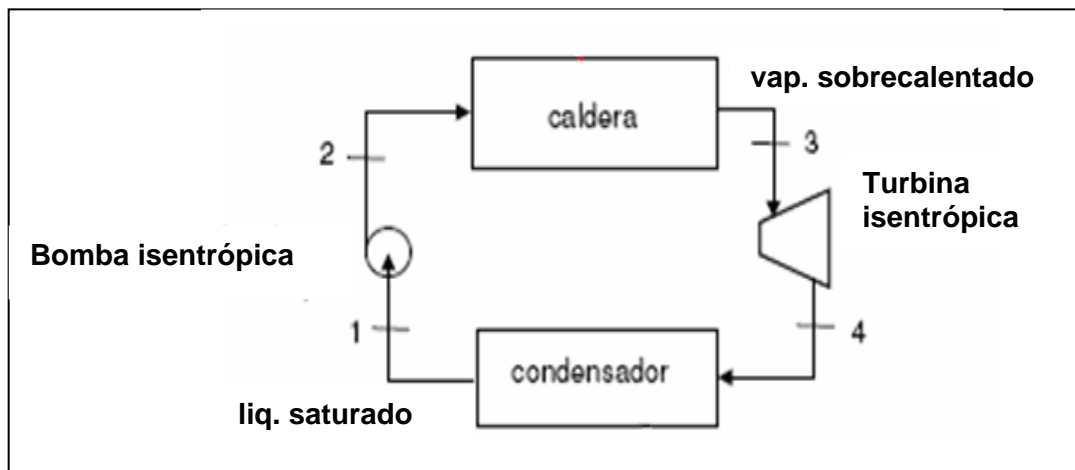 vap. sobrecalentado
caldera
2
3
Turbina
isentrópica
Bomba isentrópica
1
4
condensador
liq. saturado